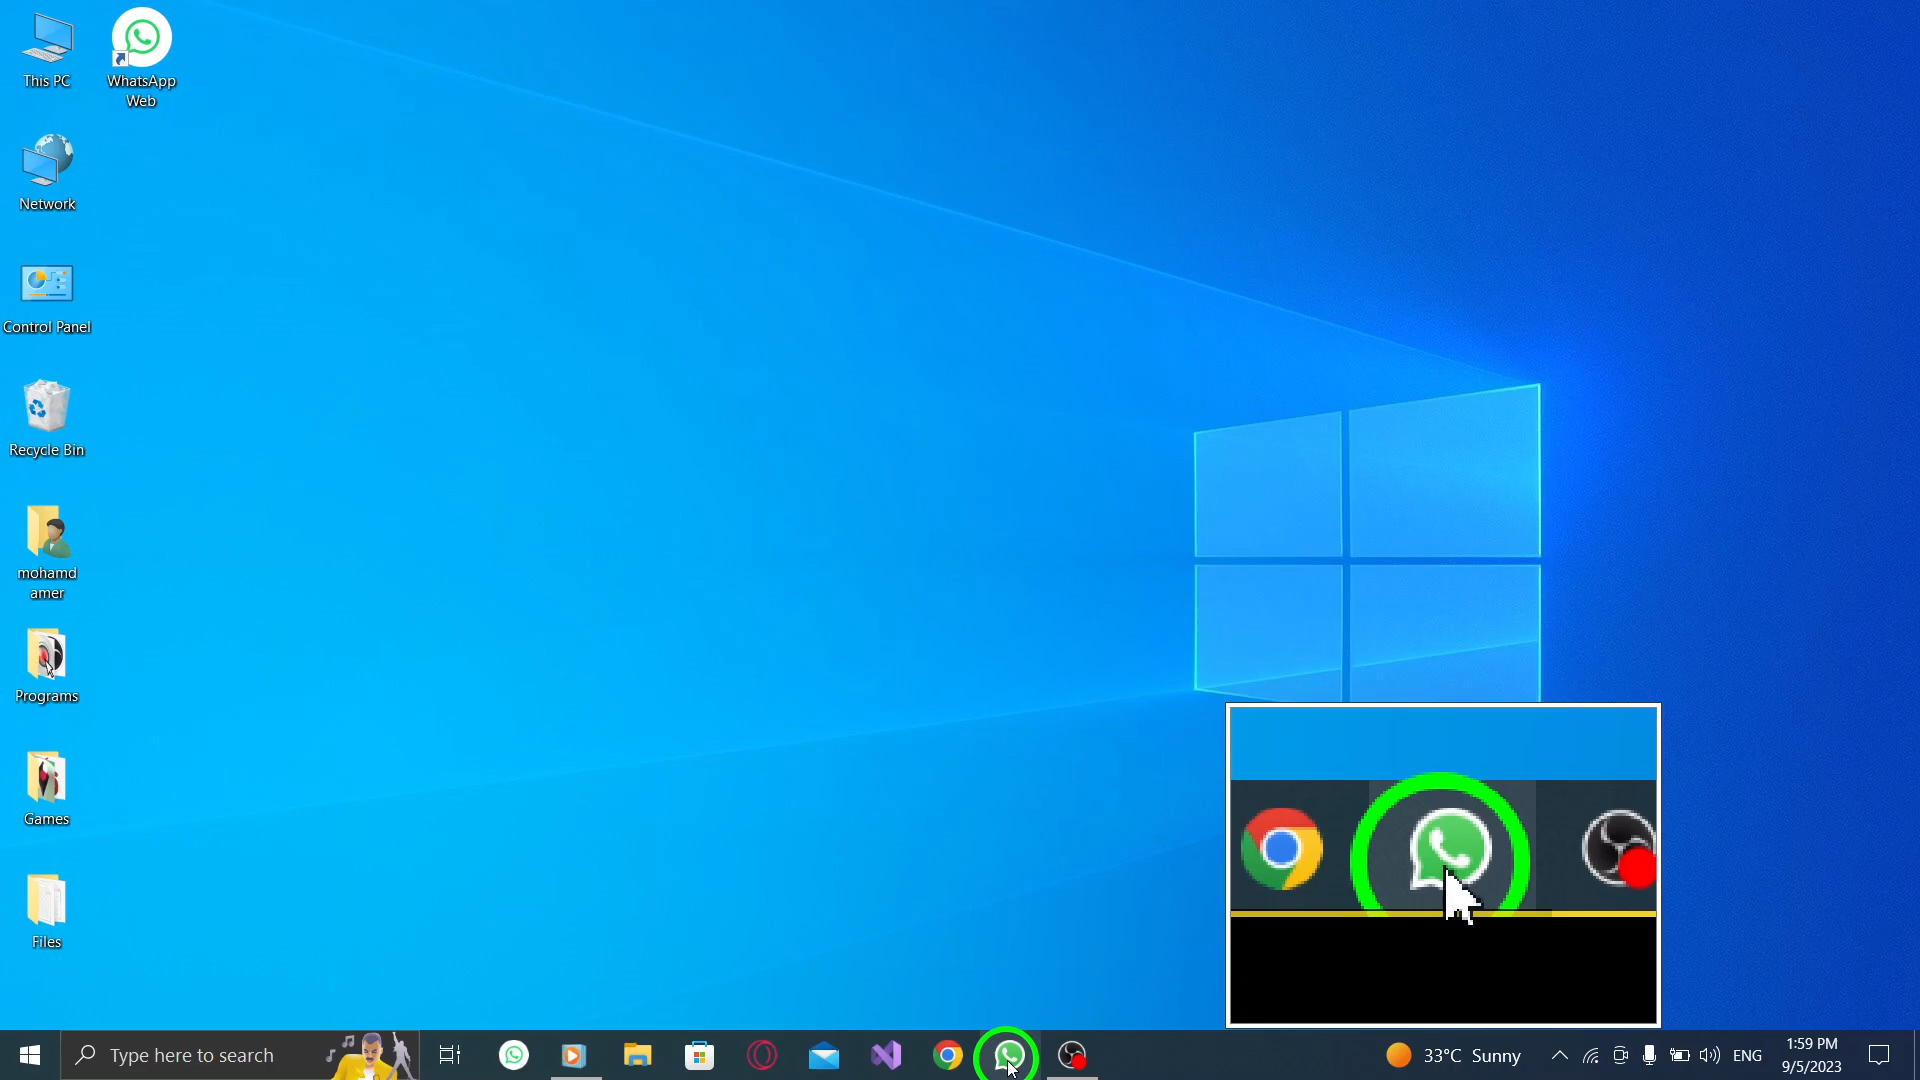 This PC
WhatsApp
Web
Network
Control Panel
Recycle Bin
mohamd
amer
Programs
Games
Files
Type here to search
33°C Sunny
ENG
1:59 PM
9/5/2023